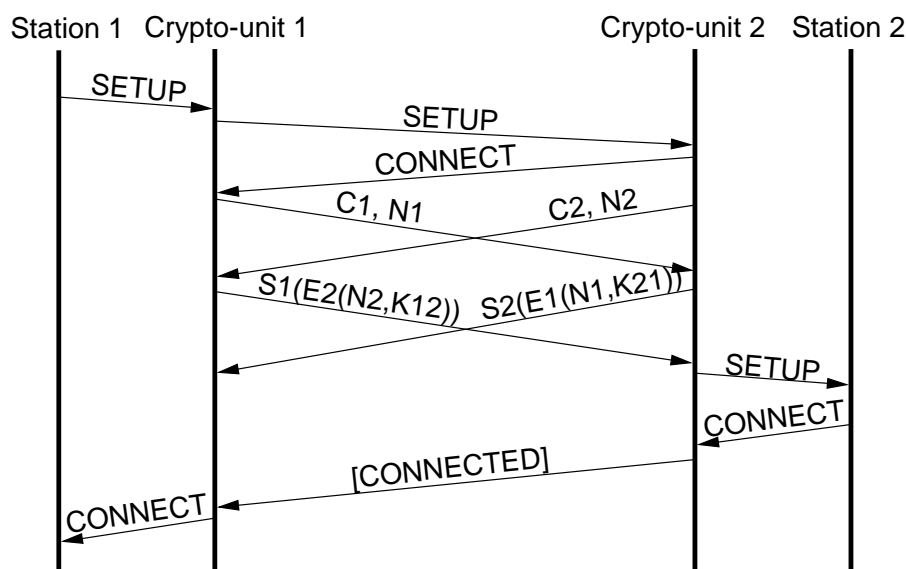 Station 1 Crypto-unit 1 Crypto-unit 2 Station 2
SETUP
SETUP
CONNECT
C1, N1
C2, N2
S1(E2(N2,K12))
S2(E1(N1,K21))
SETUP
CONNECT
[CONNECTED]
CONNECT